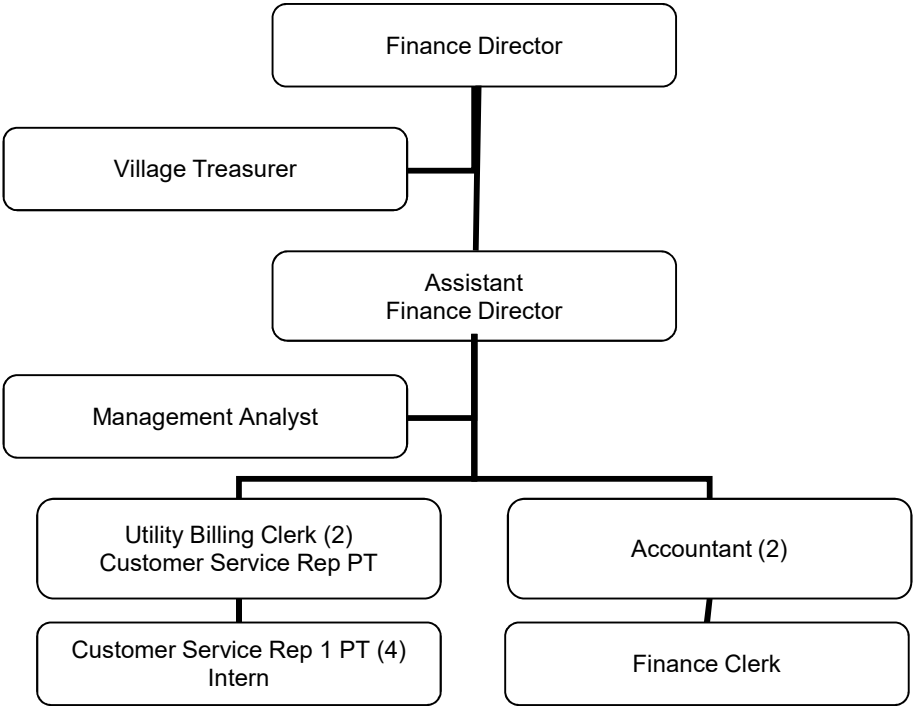 Finance Director
Village Treasurer
Assistant
Finance Director
Management Analyst
Utility Billing Clerk (2)
Customer Service Rep PT
Accountant (2)
Customer Service Rep 1 PT (4)
Intern
Finance Clerk